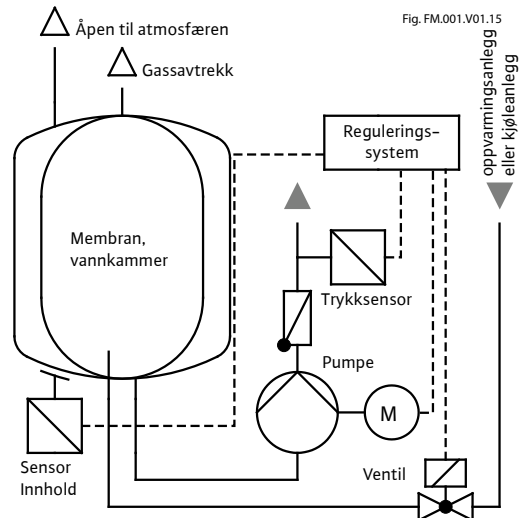 Åpen til atmosfæren
Fig. FM.001.V01.15
Gassavtrekk
oppvarmingsanlegg
eller kjøleanlegg
Regulerings-
system
Membran,
vannkammer
Trykksensor
Pumpe
M
Sensor
Innhold
Ventil